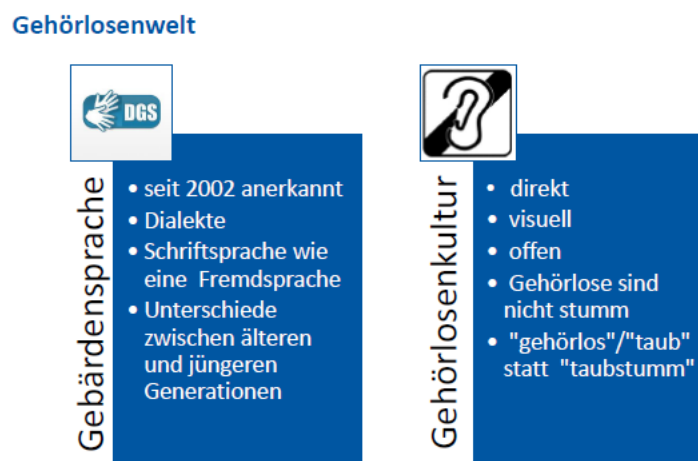 Gehörlosenwelt
DGS
Gebärdensprache
• seit 2002 anerkannt
• Dialekte
• Schriftsprache wie
eine Fremdsprache
• Unterschiede
zwischen älteren
und jüngeren
Generationen
Gehörlosenkultur
• direkt
• visuell
• offen
• Gehörlose sind
nicht stumm
• "gehörlos"/"taub"
statt "taubstumm"